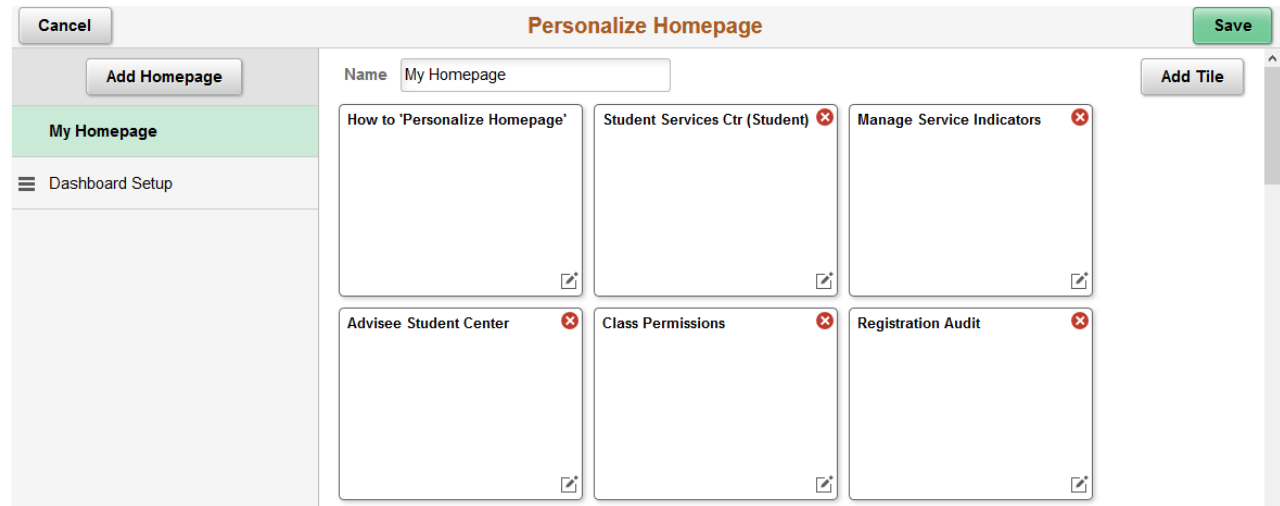 Cancel
Personalize Homepage
Save
Add Homepage
Name
My Homepage
Add Tile
My Homepage
Dashboard Setup
How to 'Personalize Homepage'
Student Services Ctr (Student)
Manage Service Indicators
Advisee Student Center
Class Permissions
Registration Audit